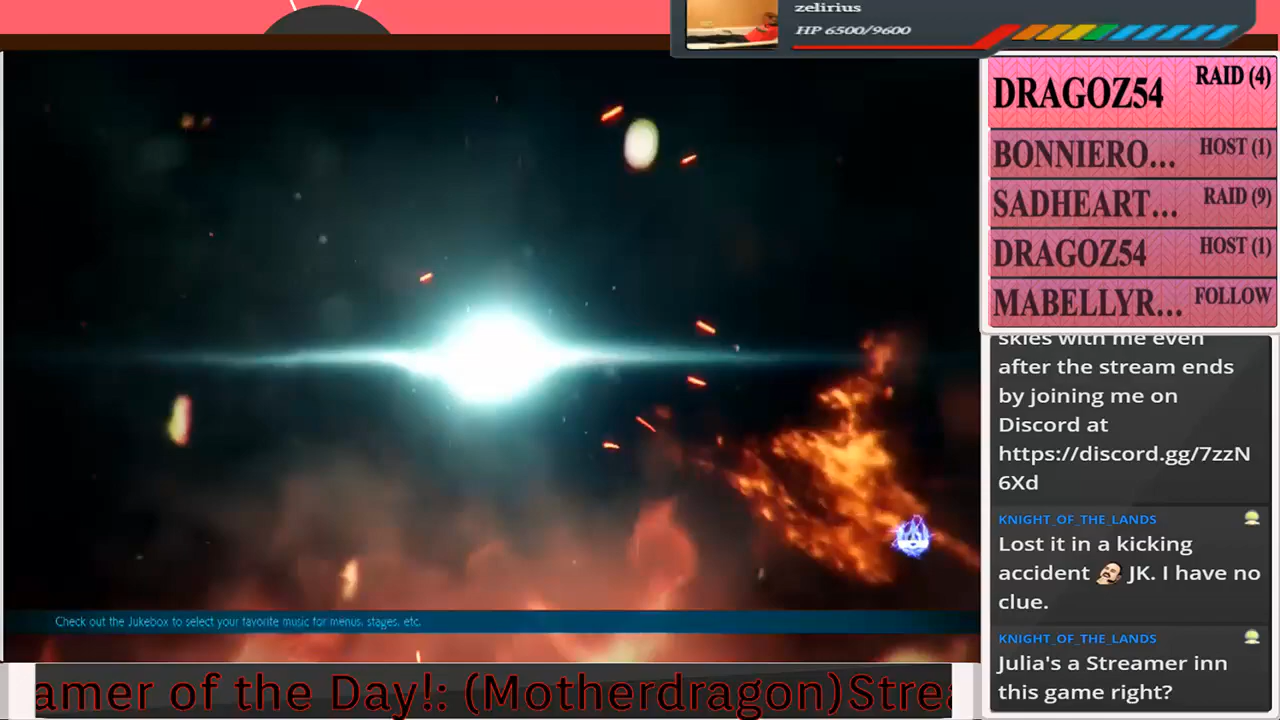 zelirius
HP 6500/9600
DRAGOZ54 RAID (4)
BONNIERO... HOST (1)
SADHEART... RAID (9)
DRAGOZ54 HOST (1)
MABELLYR... FOLLOW
skies with me even
after the stream ends
by joining me on
Discord at
https://discord.gg/7zzN
6Xd
KNIGHT_OF_THE_LANDS
Lost it in a kicking
accident JK. I have no
clue.
KNIGHT_OF_THE_LANDS
Julia's a Streamer inn
this game right?
Check out the Jukebox to select your favorite music for menus, stages, etc.
amer of the Day!: (Motherdragon)Strea